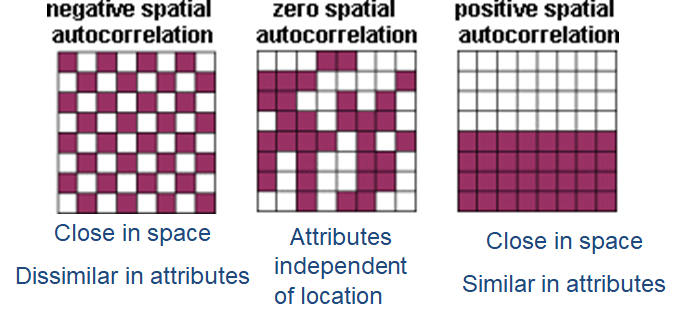 negative spatial
autocorrelation
zero spatial
autocorrelation
positive spatial
autocorrelation
Close in space
Dissimilar in attributes
Attributes
independent
of location
Close in space
Similar in attributes